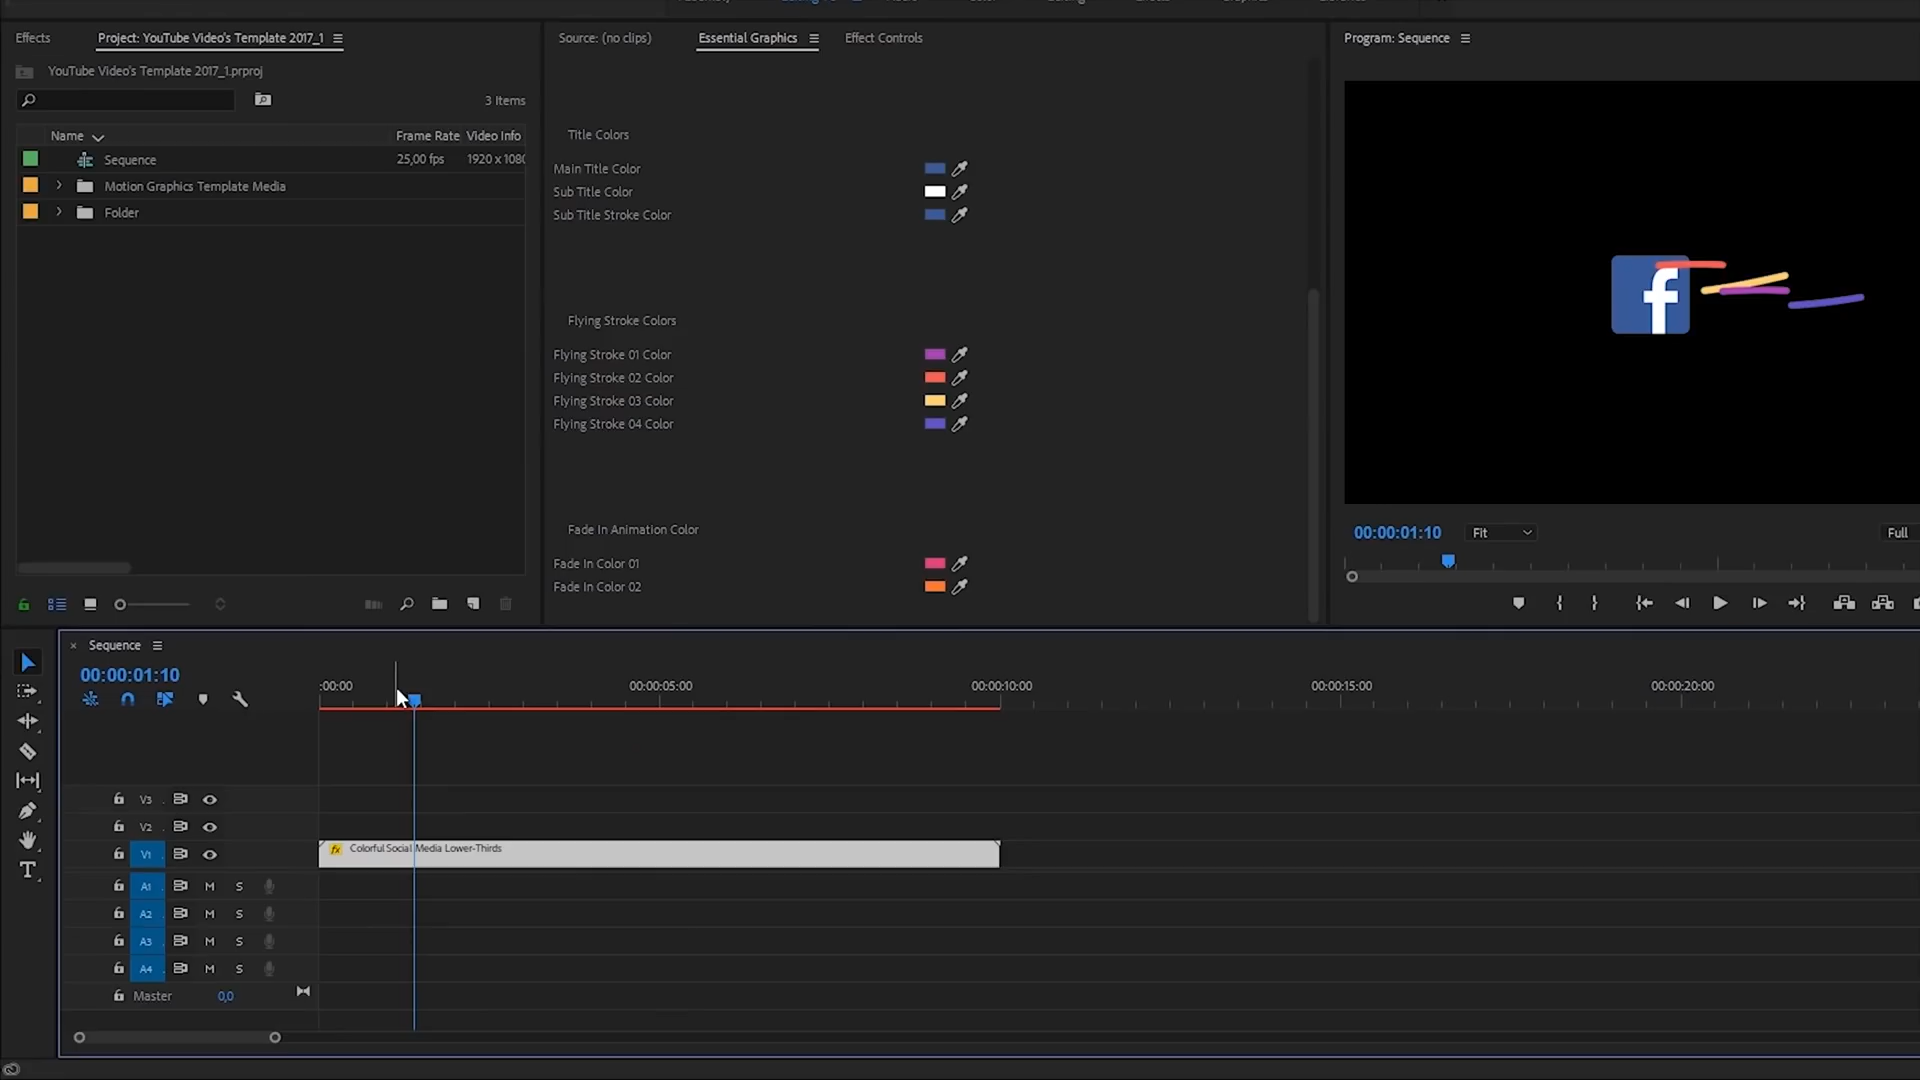 Effects
Project: YouTube Video's Template 2017_1
Source: (no clips)
Essential Graphics
Effect Controls
Program: Sequence
YouTube Video's Template 2017_1.prproj
3 Items
Name
Frame Rate
Video Info
Sequence
25,00 fps
1920 x 1080
Motion Graphics Template Media
Folder
Title Colors
Main Title Color
Sub Title Color
Sub Title Stroke Color
Flying Stroke Colors
Flying Stroke 01 Color
Flying Stroke 02 Color
Flying Stroke 03 Color
Flying Stroke 04 Color
Fade In Animation Color
Fade In Color 01
Fade In Color 02
f
00:00:01:10
Fit
Full
Sequence
00:00:01:10
:00:00
00:00:05:00
00:00:10:00
00:00:15:00
00:00:20:00
V3
V2
V1
fx Colorful Social Media Lower-Thirds
A1 M S
A2 M S
A3 M S
A4 M S
Master 0,0